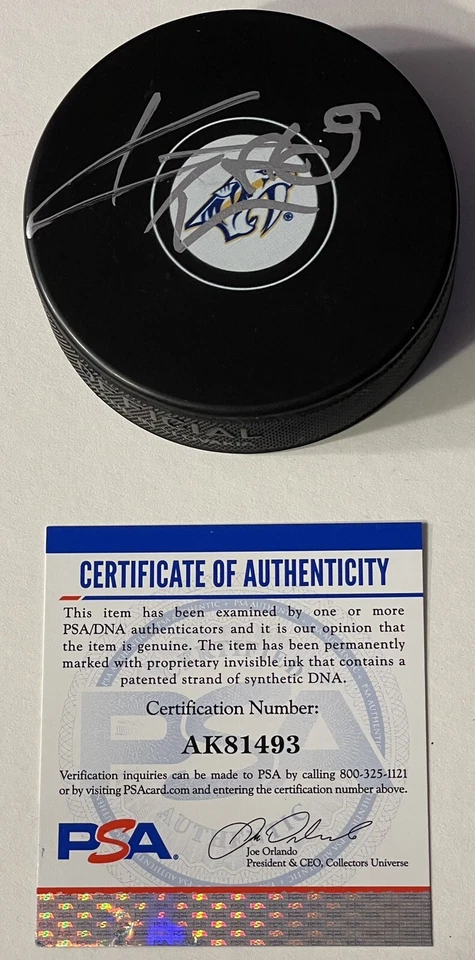 9
®
CIAL
CERTIFICATE OF AUTHENTICITY
This item has been examined by one or more
PSA/DNA authenticators and it is our opinion that
the item is genuine. The item has been permanently
marked with proprietary invisible ink that contains a
patented strand of synthetic DNA.
Certification Number:
AK81493
Verification inquiries can be made to PSA by calling 800-325-1121
or by visiting PSAcard.com and entering the certification number above.
PSA.
Joe Orlando
President & CEO, Collectors Universe